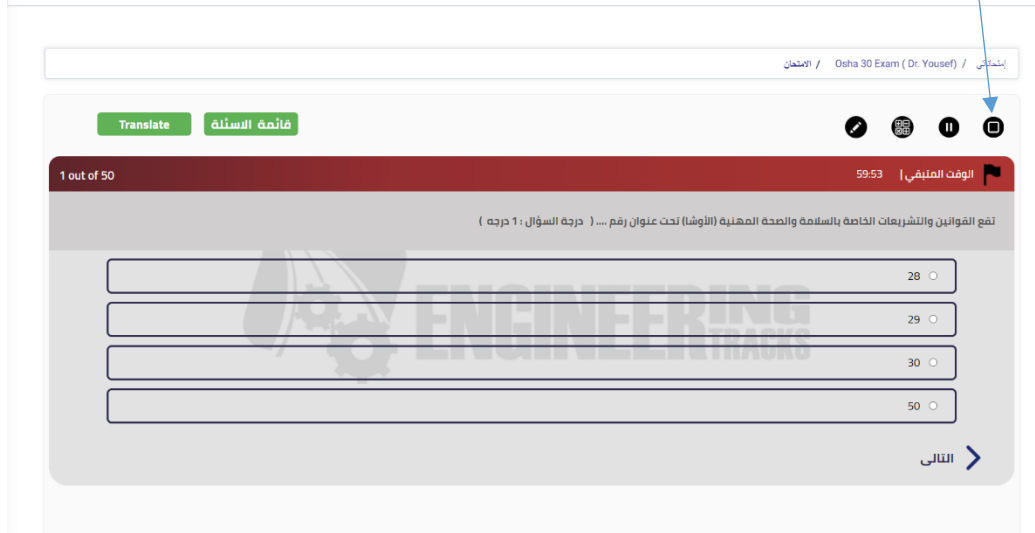 إمتحاناتي / Osha 30 Exam ( Dr. Yousef) / الامتحان
Translate قائمة الاسئلة
الوقت المتبقي | 59:53 1 out of 50
تقع القوانين والتشريعات الخاصة بالسلامة والصحة المهنية (الأوشا) تحت عنوان رقم .... ( درجة السؤال : 1 درجه )
28
29
30
50
ENGINEERING
TRACKS
التالى